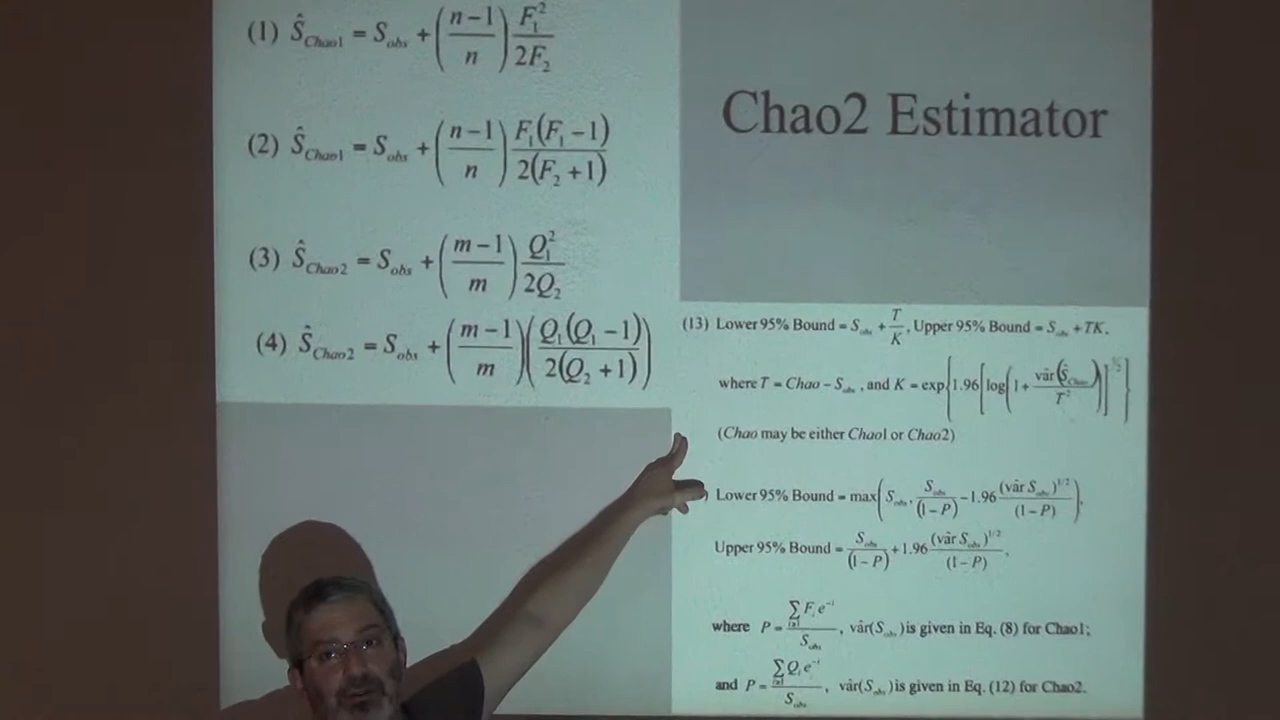 (1) Ŝ_Chao1 = S_obs + ((n−1)/n) F₁²/2F₂
(2) Ŝ_Chao1 = S_obs + ((n−1)/n) F₁(F₁−1)/2(F₂+1)
(3) Ŝ_Chao2 = S_obs + ((m−1)/m) Q₁²/2Q₂
(4) Ŝ_Chao2 = S_obs + ((m−1)/m)(Q₁(Q₁−1)/2(Q₂+1))
Chao2 Estimator
(13) Lower 95% Bound = S_obs + T/K, Upper 95% Bound = S_obs + TK,
where T = Chao − S_obs, and K = exp{1.96[log(1 + vâr(Ŝ_Chao)/T²)]^½}
(Chao may be either Chao1 or Chao2)
Lower 95% Bound = max(S_obs, S_obs/(1−P) − 1.96 (vâr S_obs)^1/2/(1−P)),
Upper 95% Bound = S_obs/(1−P) + 1.96 (vâr S_obs)^1/2/(1−P),
where P = ∑_i≥1 F_i e^−i/S_obs, vâr(S_obs) is given in Eq. (8) for Chao1;
and P = ∑_i≥1 Q_i e^−i/S_obs, vâr(S_obs) is given in Eq. (12) for Chao2.